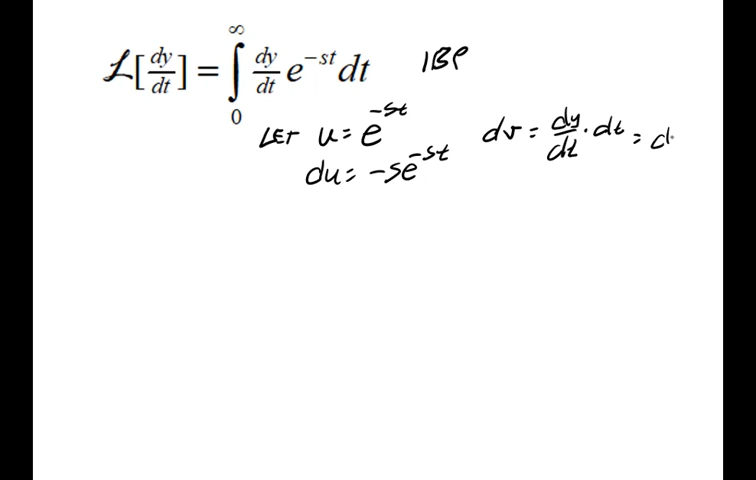 ℒ[dy/dt] = ∫₀^∞ dy/dt e^{-st} dt IBP
LET u = e^{-st} dv = dy/dt · dt = d
du = -se^{-st}